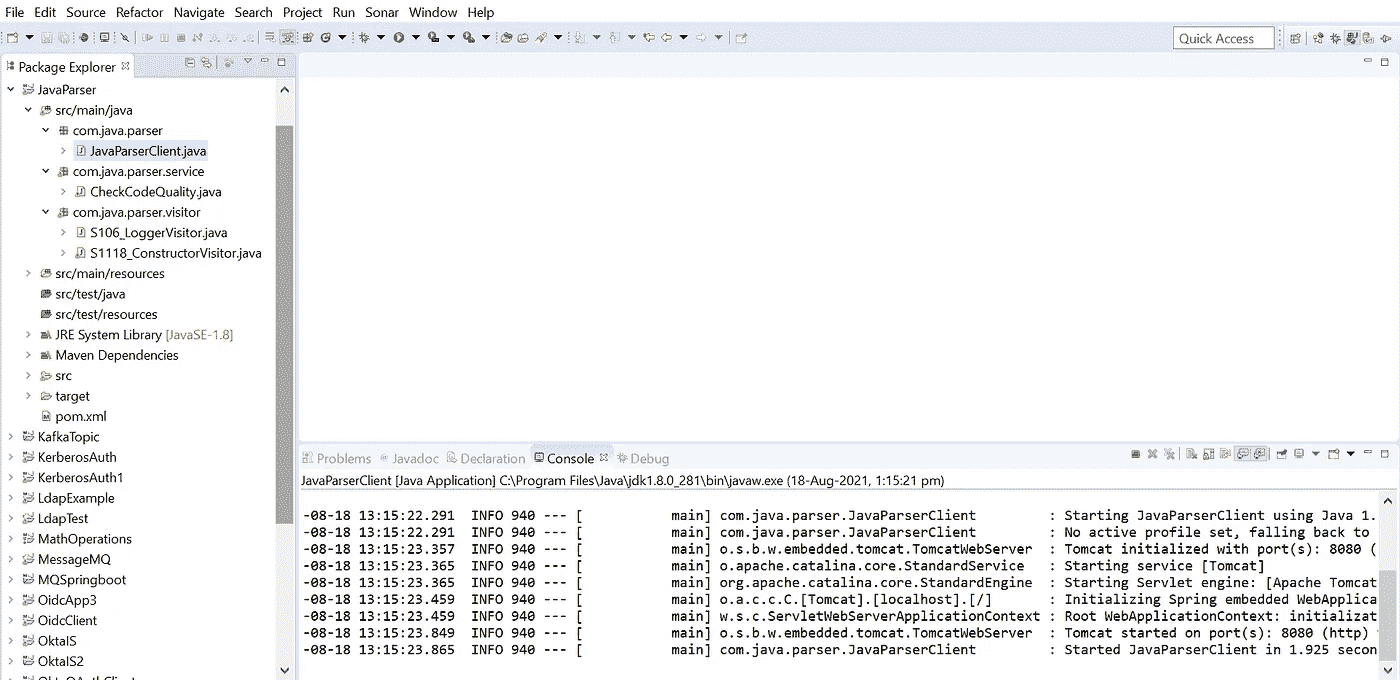 File Edit Source Refactor Navigate Search Project Run Sonar Window Help
Quick Access
Package Explorer
JavaParser
src/main/java
com.java.parser
JavaParserClient.java
com.java.parser.service
CheckCodeQuality.java
com.java.parser.visitor
S106_LoggerVisitor.java
S1118_ConstructorVisitor.java
src/main/resources
src/test/java
src/test/resources
JRE System Library [JavaSE-1.8]
Maven Dependencies
src
target
pom.xml
KafkaTopic
KerberosAuth
KerberosAuth1
LdapExample
LdapTest
MathOperations
MessageMQ
MQSpringboot
OidcApp3
OidcClient
OktaIS
OktaIS2
Problems Javadoc Declaration Console Debug
JavaParserClient [Java Application] C:\Program Files\Java\jdk1.8.0_281\bin\javaw.exe (18-Aug-2021, 1:15:21 pm)
-08-18 13:15:22.291 INFO 940 --- [ main] com.java.parser.JavaParserClient : Starting JavaParserClient using Java 1.
-08-18 13:15:22.291 INFO 940 --- [ main] com.java.parser.JavaParserClient : No active profile set, falling back to
-08-18 13:15:23.357 INFO 940 --- [ main] o.s.b.w.embedded.tomcat.TomcatWebServer : Tomcat initialized with port(s): 8080 (
-08-18 13:15:23.365 INFO 940 --- [ main] o.apache.catalina.core.StandardService : Starting service [Tomcat]
-08-18 13:15:23.365 INFO 940 --- [ main] org.apache.catalina.core.StandardEngine : Starting Servlet engine: [Apache Tomcat
-08-18 13:15:23.459 INFO 940 --- [ main] o.a.c.c.C.[Tomcat].[localhost].[/] : Initializing Spring embedded WebApplica
-08-18 13:15:23.459 INFO 940 --- [ main] w.s.c.ServletWebServerApplicationContext : Root WebApplicationContext: initializat
-08-18 13:15:23.849 INFO 940 --- [ main] o.s.b.w.embedded.tomcat.TomcatWebServer : Tomcat started on port(s): 8080 (http)
-08-18 13:15:23.865 INFO 940 --- [ main] com.java.parser.JavaParserClient : Started JavaParserClient in 1.925 secon